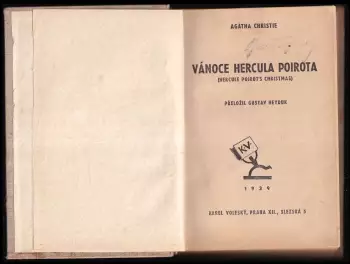 AGATHA CHRISTIE
VÁNOCE HERCULA POIROTA
(HERCULE POIROT'S CHRISTMAS)
PŘELOŽIL GUSTAV HEYDUK
KV
1939
KAREL VOLESKÝ, PRAHA XII., SLEZSKÁ 3